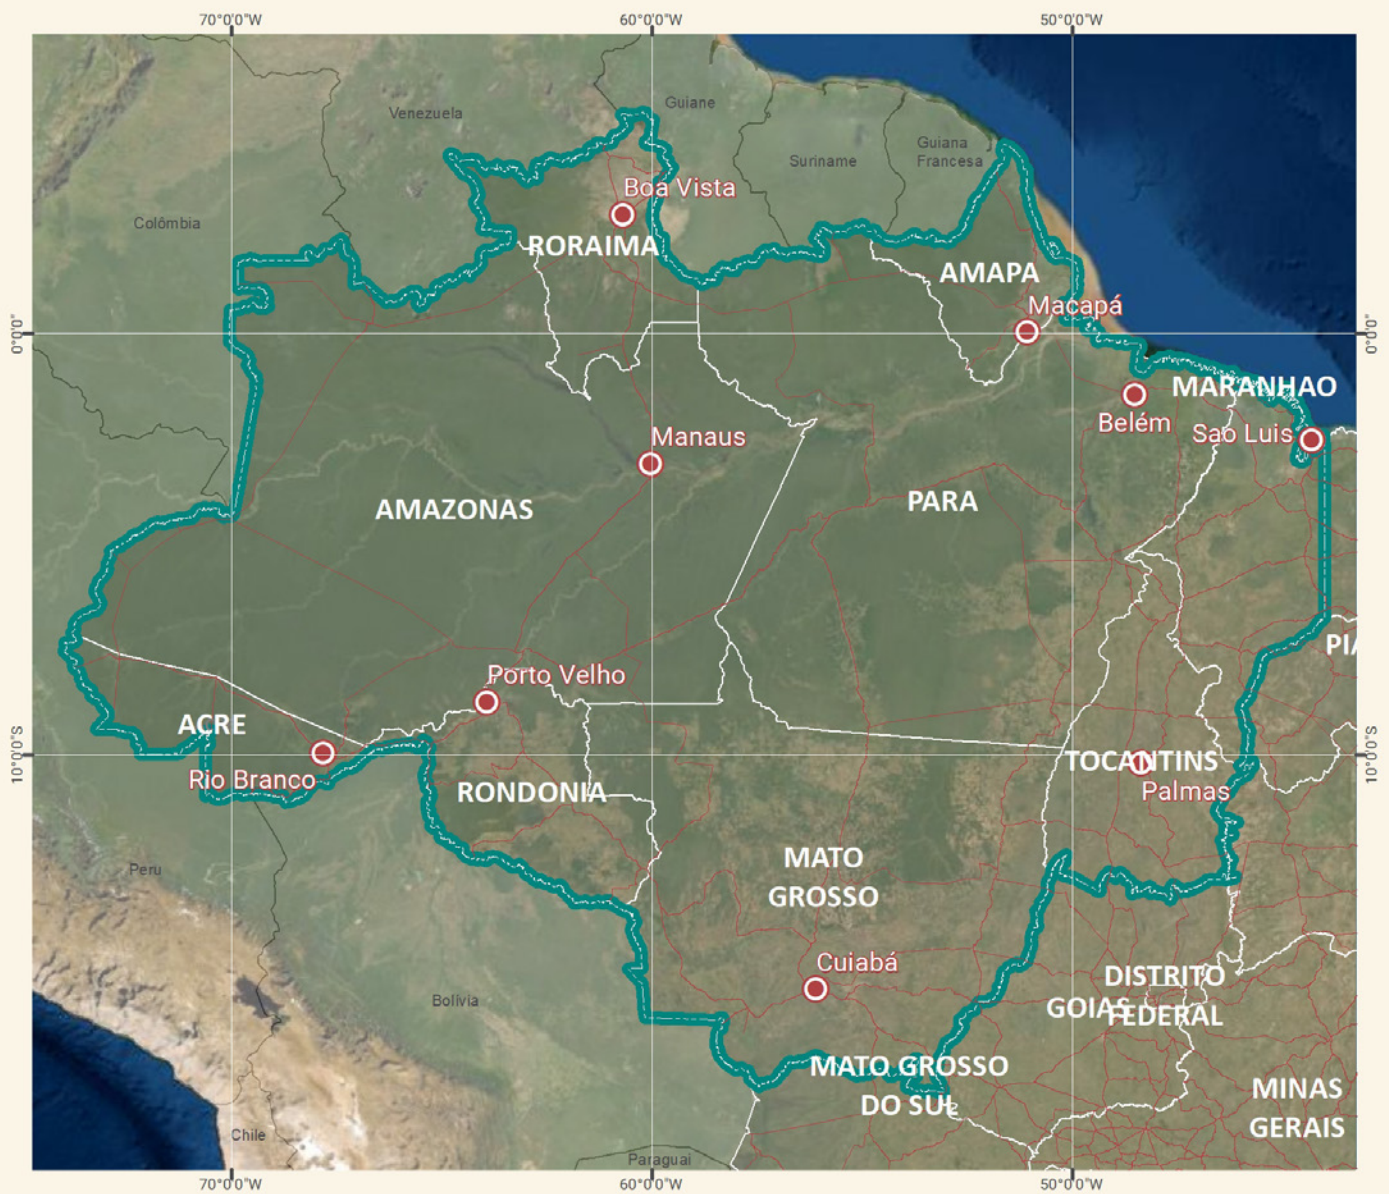 70°0'0"W
60°0'0"W
50°0'0"W
Venezuela
Guiane
Guiana
Francesa
Suriname
Colômbia
Boa Vista
RORAIMA
AMAPA
Macapá
0°0'0"
0°0'0"
MARANHAO
Belém
Sao Luis
Manaus
AMAZONAS
PARA
PIA
Porto Velho
ACRE
Rio Branco
10°0'0"S
10°0'0"S
TOCANTINS
Palmas
RONDONIA
MATO
GROSSO
Peru
Cuiabá
DISTRITO
FEDERAL
GOIAS
Bolívia
MATO GROSSO
DO SUL
MINAS
GERAIS
Chile
Paraguai
70°0'0"W
60°0'0"W
50°0'0"W